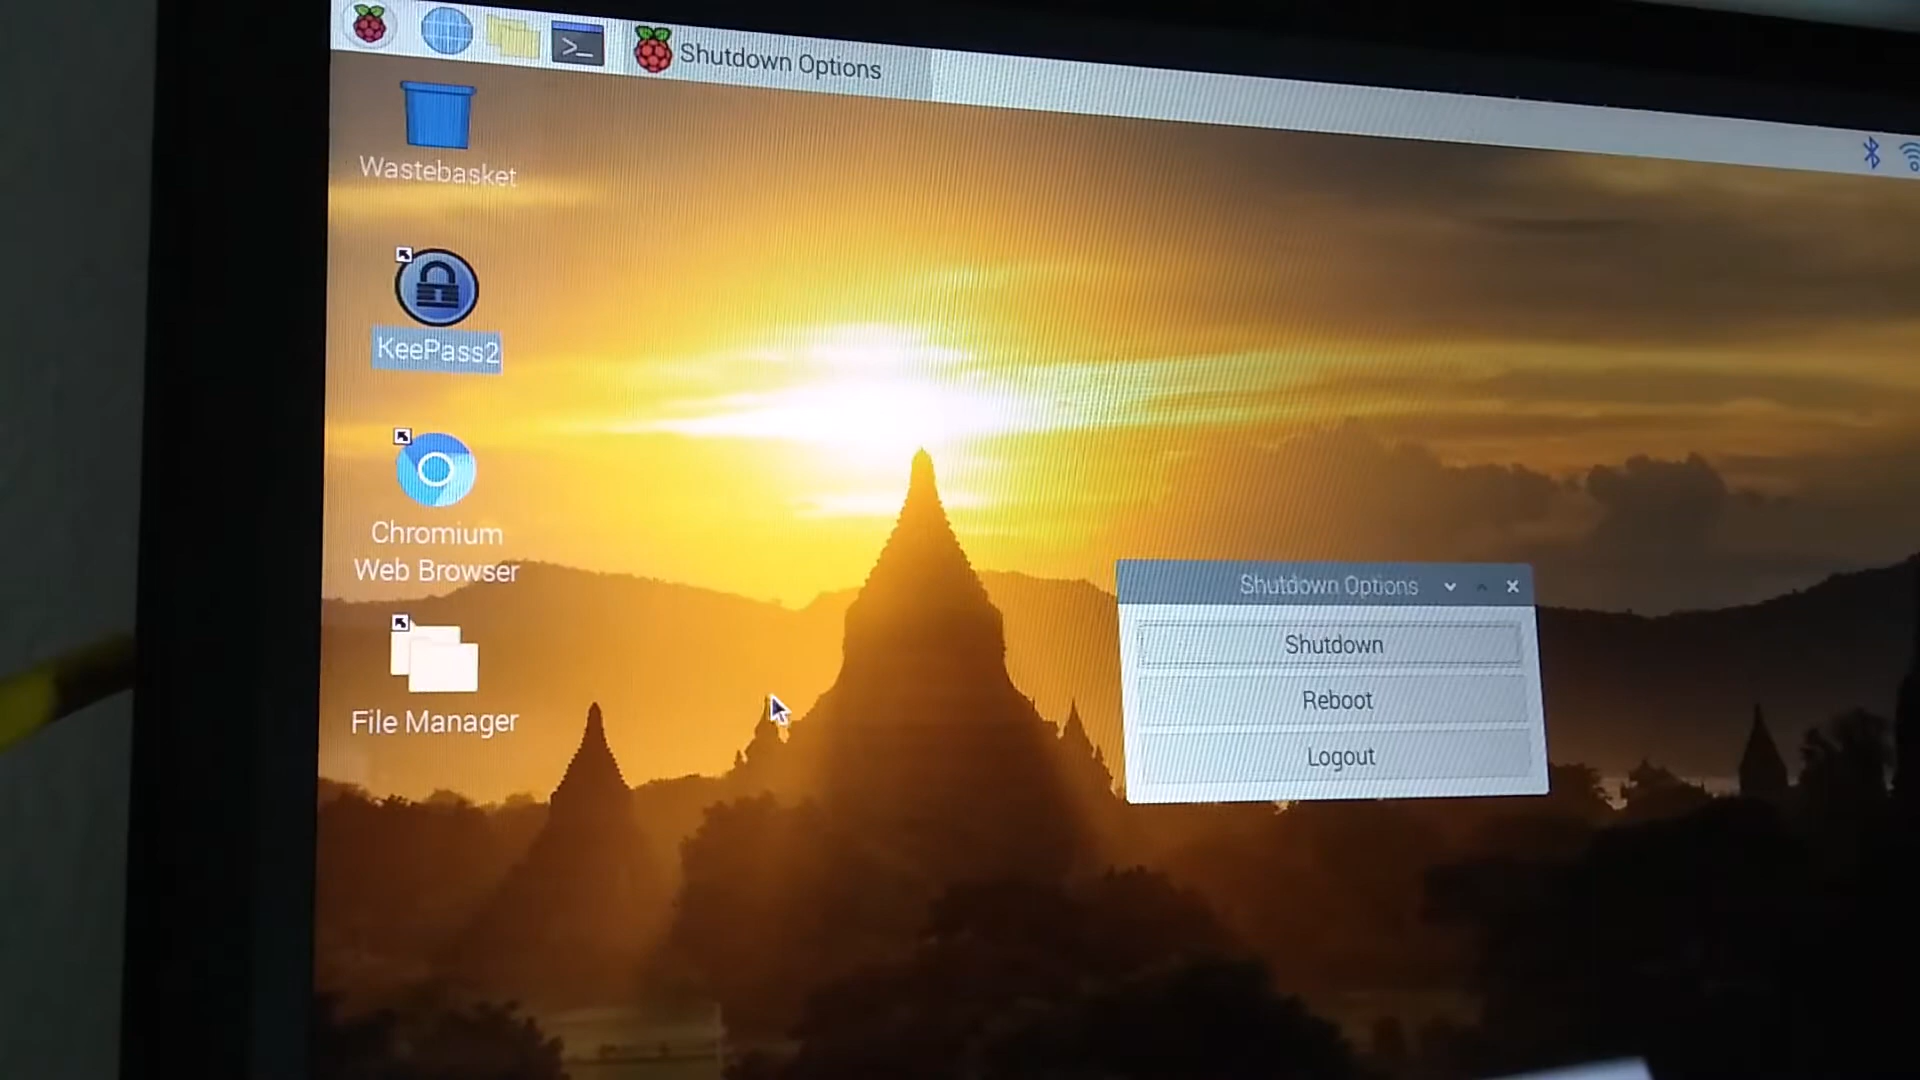 Shutdown Options
Wastebasket
KeePass2
Chromium
Web Browser
File Manager
Shutdown Options
Shutdown
Reboot
Logout